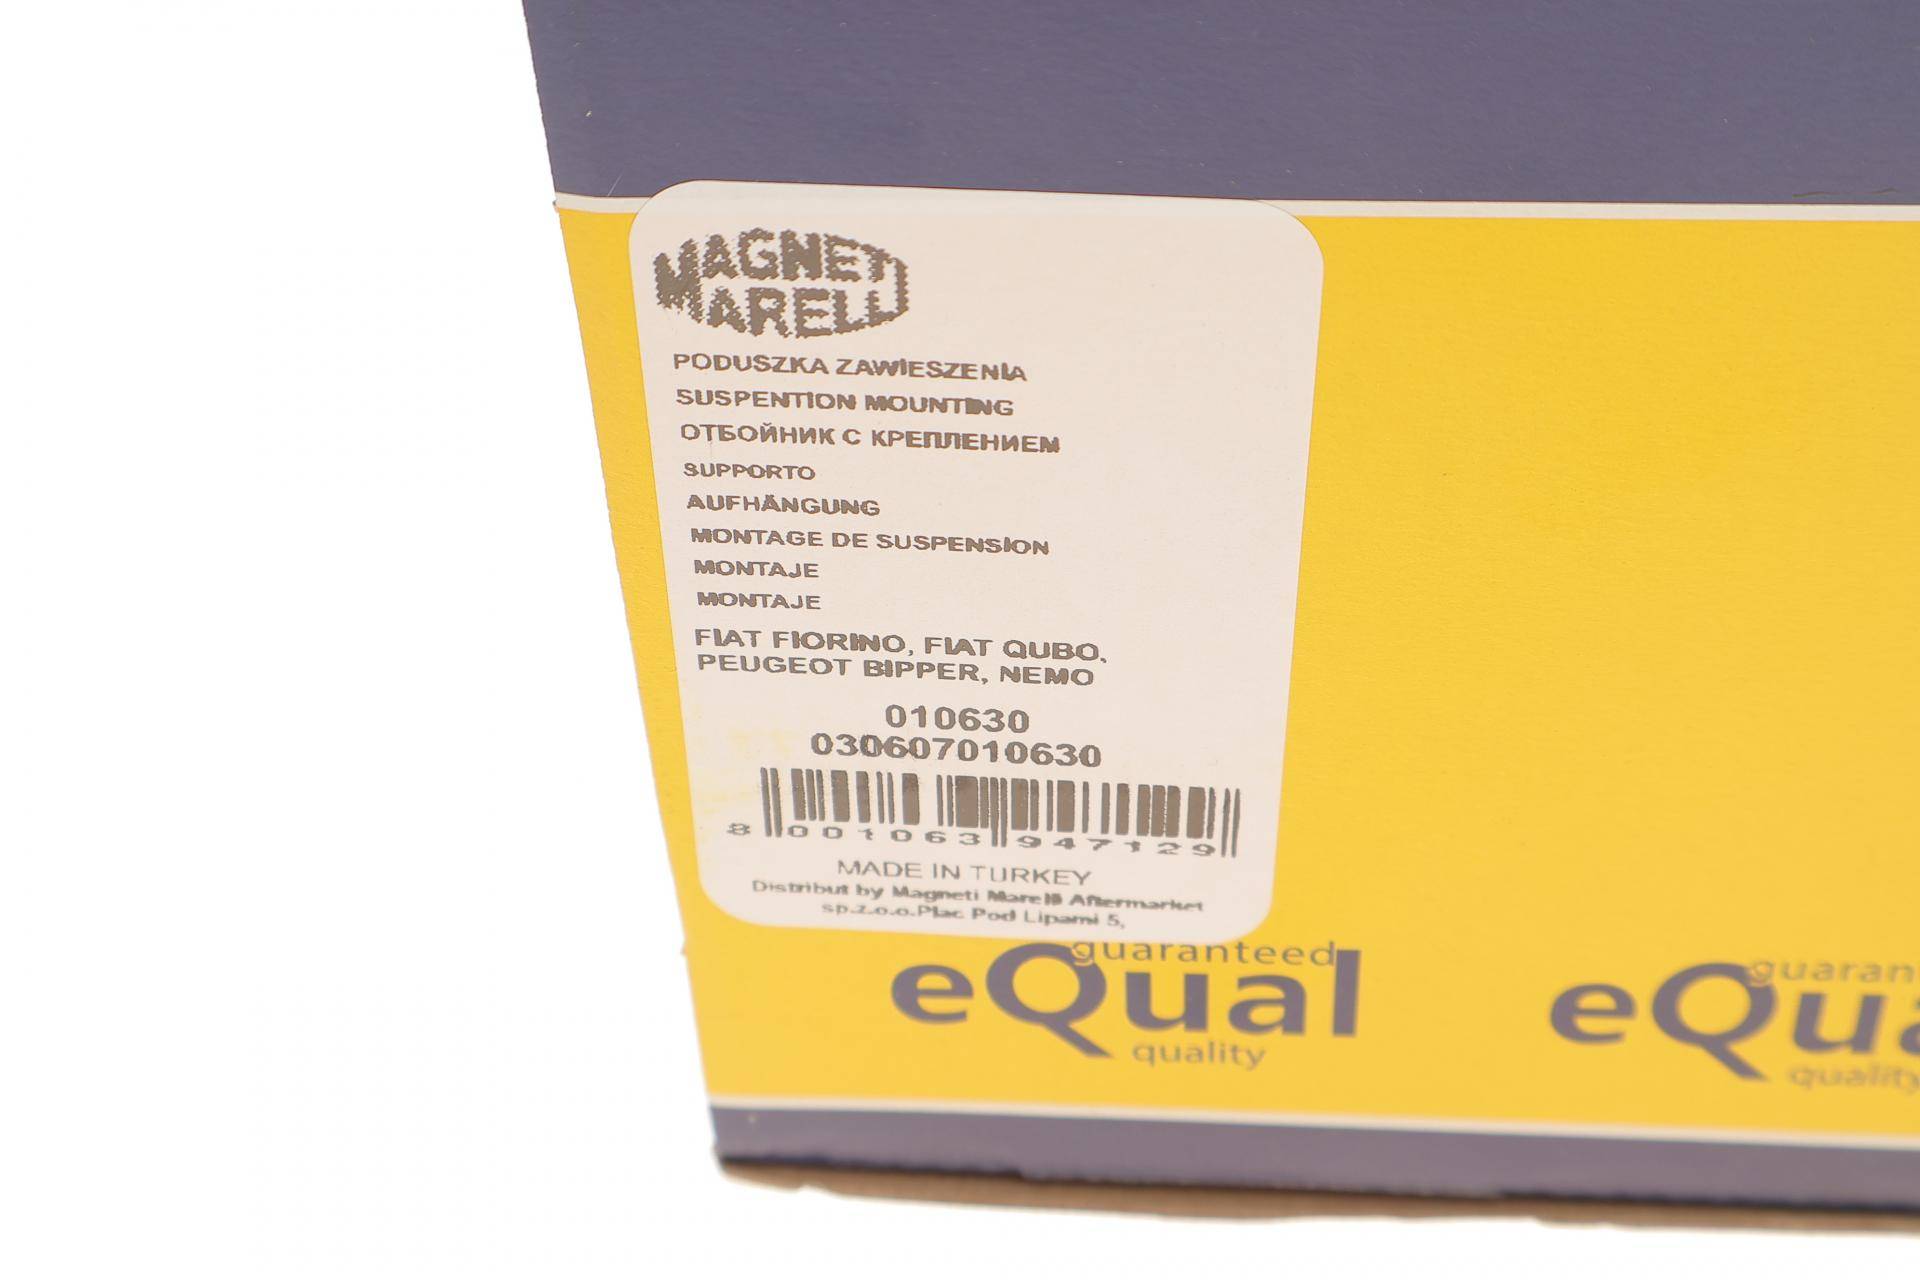 MAGNETI
MARELLI
PODUSZKA ZAWIESZENIA
SUSPENTION MOUNTING
ОТБОЙНИК С КРЕПЛЕНИЕМ
SUPPORTO
AUFHÄNGUNG
MONTAGE DE SUSPENSION
MONTAJE
MONTAJE
FIAT FIORINO, FIAT QUBO,
PEUGEOT BIPPER, NEMO
010630
030607010630
8 001063 947129
MADE IN TURKEY
Distribut by Magneti Marelli Aftermarket
sp.z.o.o.Plac Pod Lipami 5,
guaranteed
eQual
quality
guaran
eQua
quality